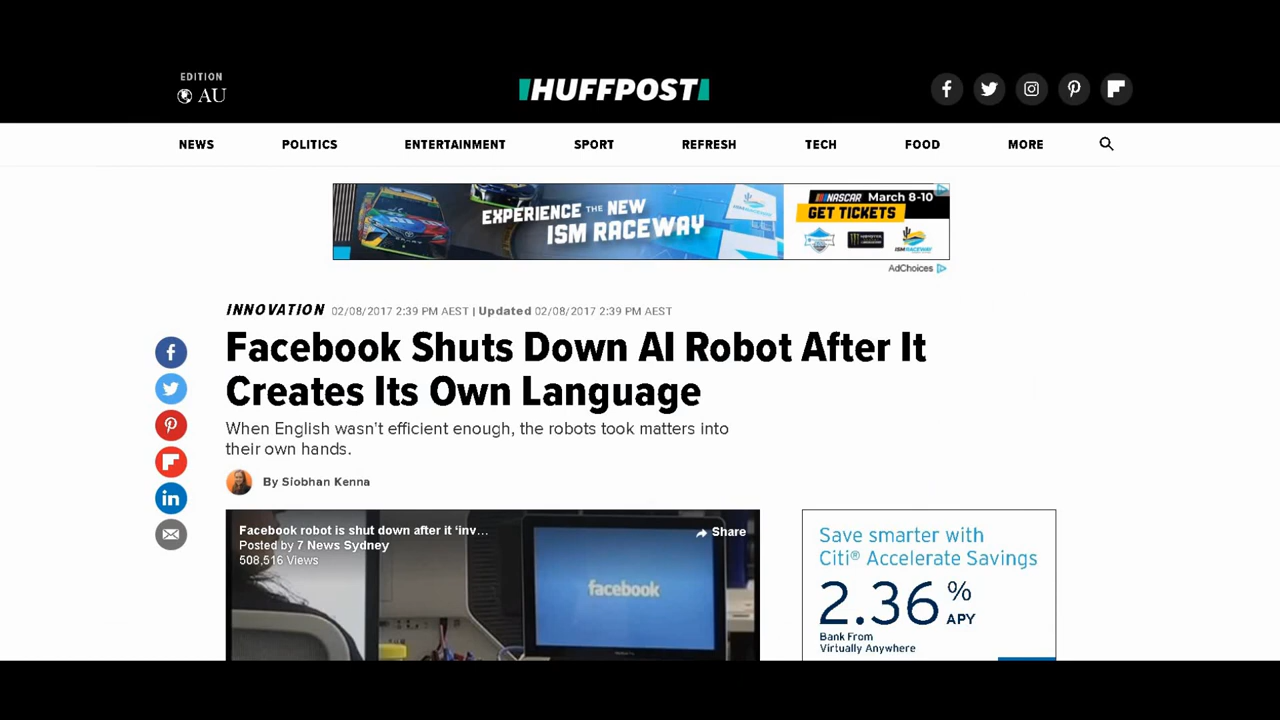 EDITION
AU
HUFFPOST
NEWS POLITICS ENTERTAINMENT SPORT REFRESH TECH FOOD MORE
EXPERIENCE THE NEW
ISM RACEWAY
NASCAR March 8-10
GET TICKETS
ISM RACEWAY
AdChoices
INNOVATION 02/08/2017 2:39 PM AEST | Updated 02/08/2017 2:39 PM AEST
Facebook Shuts Down AI Robot After It
Creates Its Own Language
When English wasn't efficient enough, the robots took matters into
their own hands.
By Siobhan Kenna
Facebook robot is shut down after it 'inv...
Posted by 7 News Sydney
508,516 Views
Share
facebook
Save smarter with
Citi® Accelerate Savings
2.36% APY
Bank From
Virtually Anywhere